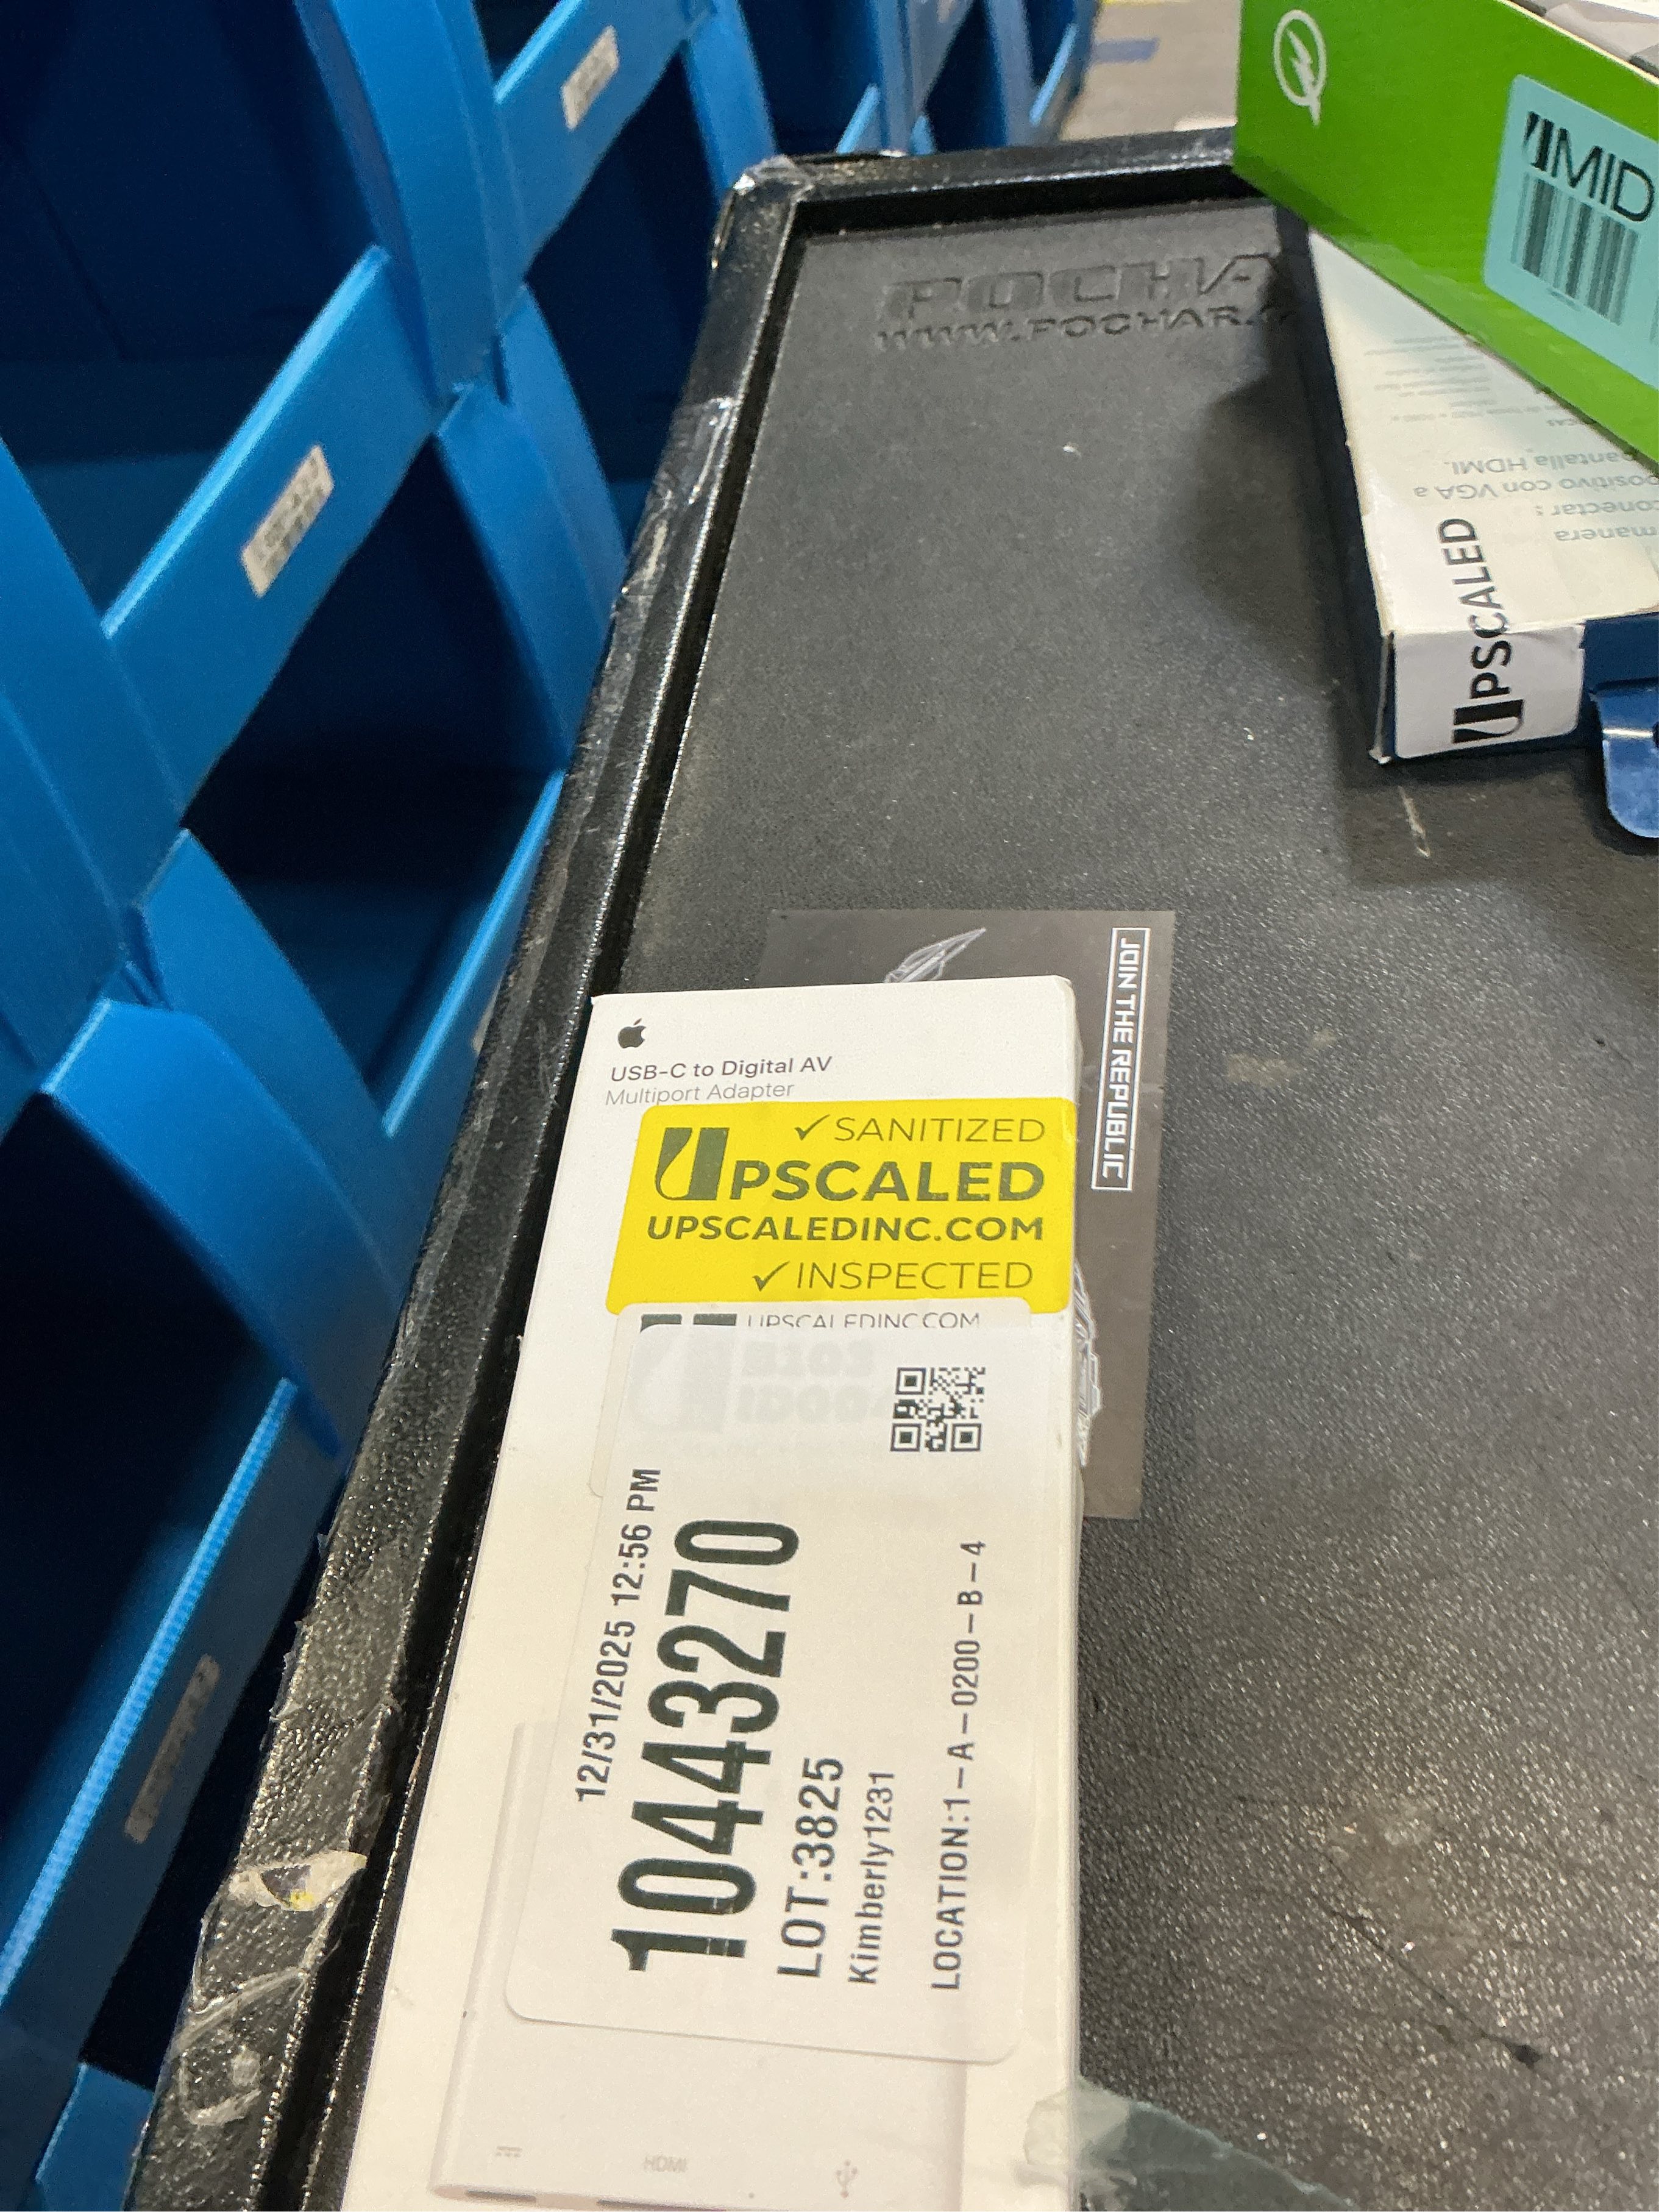 MID
POCHA
WWW.POCHAR.
pantalla HDMI.
positivo con VGA a
conectar
manera
UPSCALED
JOIN THE REPUBLIC
USB-C to Digital AV
Multiport Adapter
✓ SANITIZED
UPSCALED
UPSCALEDINC.COM
✓ INSPECTED
UPSCALEDINC.COM
12/31/2025 12:56 PM
10443270
LOT:3825
Kimberly1231
LOCATION:1-A-0200-B-4
HDMI